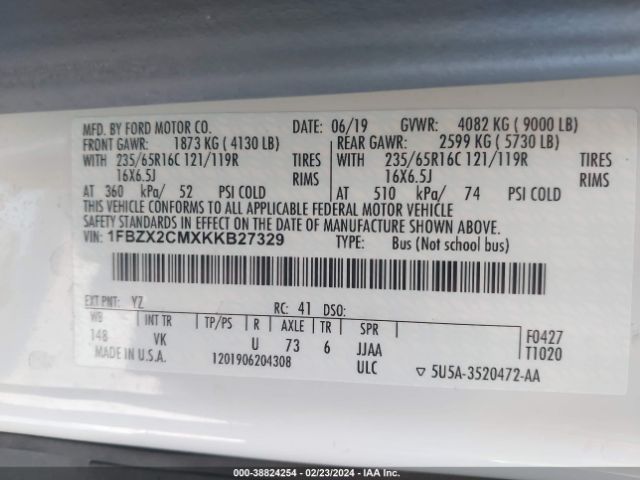 MFD. BY FORD MOTOR CO. DATE: 06/19 GVWR: 4082 KG ( 9000 LB)
FRONT GAWR: 1873 KG ( 4130 LB) REAR GAWR: 2599 KG ( 5730 LB)
WITH 235/65R16C 121/119R TIRES WITH 235/65R16C 121/119R TIRES
16X6.5J RIMS 16X6.5J RIMS
AT 360 kPa/ 52 PSI COLD AT 510 kPa/ 74 PSI COLD
THIS VEHICLE CONFORMS TO ALL APPLICABLE FEDERAL MOTOR VEHICLE
SAFETY STANDARDS IN EFFECT ON THE DATE OF MANUFACTURE SHOWN ABOVE.
VIN: 1FBZX2CMXKKB27329 TYPE: Bus (Not schoolbus)
EXT PNT: YZ RC: 41 DSO:
WB INT TR TP/PS R AXLE TR SPR F0427
148 VK U 73 6 JJAA T1020
MADE IN U.S.A. 1201906204308 ULC ▽ 5U5A-3520472-AA
000-38824254 - 02/23/2024 - IAA Inc.